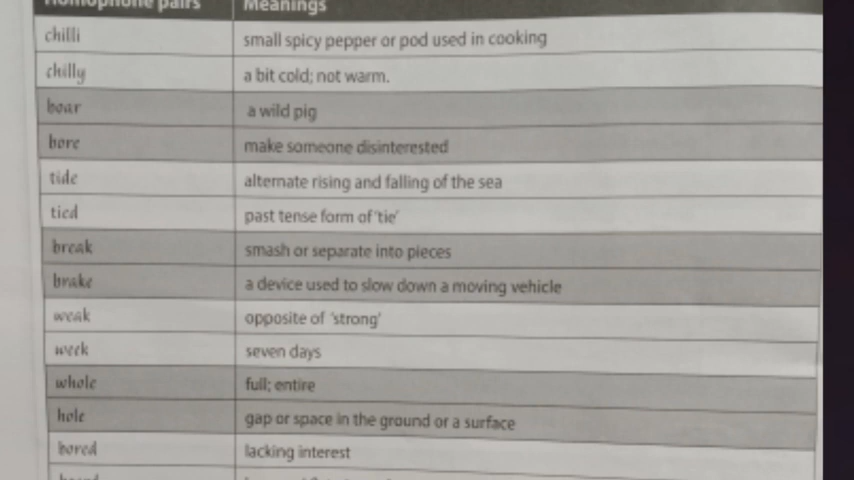 Homophone pairs Meanings
chilli small spicy pepper or pod used in cooking
chilly a bit cold; not warm.
boar a wild pig
bore make someone disinterested
tide alternate rising and falling of the sea
tied past tense form of 'tie'
break smash or separate into pieces
brake a device used to slow down a moving vehicle
weak opposite of 'strong'
week seven days
whole full; entire
hole gap or space in the ground or a surface
bored lacking interest